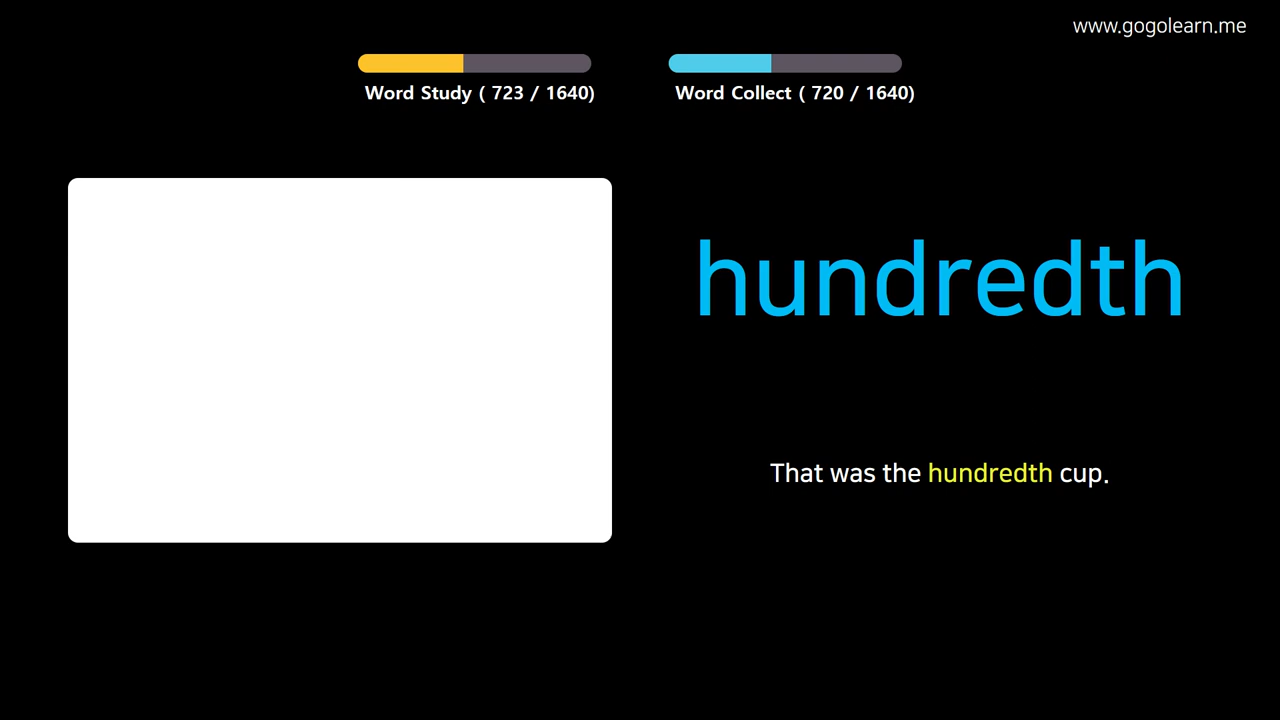 www.gogolearn.me
Word Study ( 723 / 1640)
Word Collect ( 720 / 1640)
hundredth
That was the hundredth cup.